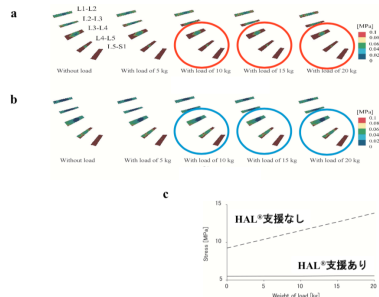 a
L1-L2
L2-L3
L3-L4
L4-L5
L5-S1
[MPa]
0.1
0.08
0.06
0.04
0.02
0
Without load
With load of 5 kg
With load of 10 kg
With load of 15 kg
With load of 20 kg
b
[MPa]
0.1
0.08
0.06
0.04
0.02
0
Without load
With load of 5 kg
With load of 10 kg
With load of 15 kg
With load of 20 kg
c
15
10
5
Stress [MPa]
HAL®支援なし
HAL®支援あり
0 5 10 15 20
Weight of load [kg]